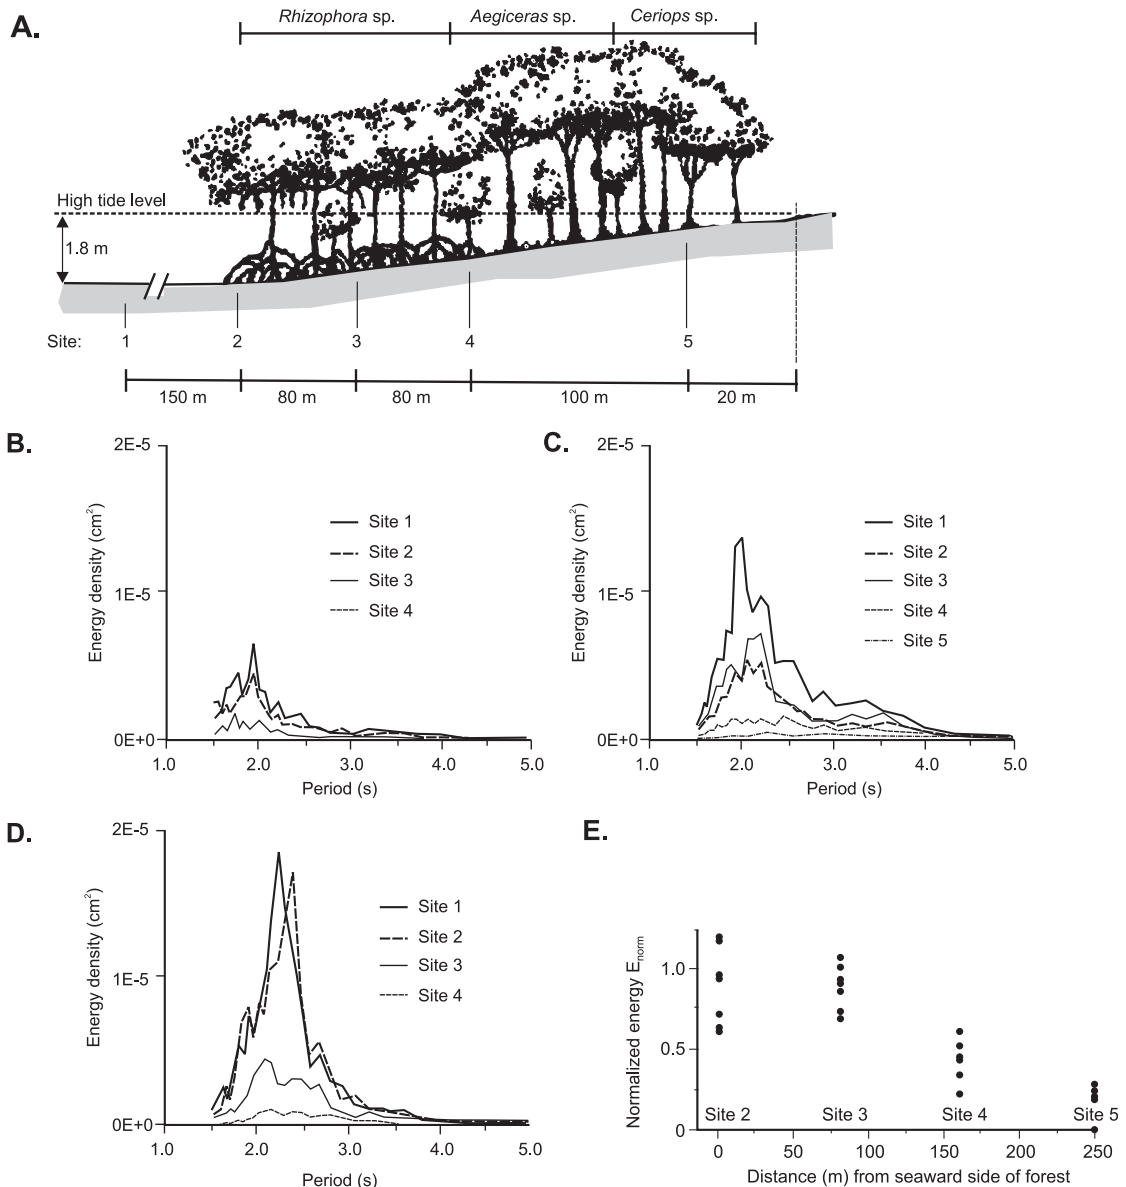 A.
Rhizophora sp. Aegiceras sp. Ceriops sp.
High tide level
1.8 m
Site: 1 2 3 4 5
150 m 80 m 80 m 100 m 20 m
B.
2E-5
1E-5
0E+0
Energy density (cm²)
Site 1
Site 2
Site 3
Site 4
1.0 2.0 3.0 4.0 5.0
Period (s)
C.
2E-5
1E-5
0E+0
Energy density (cm²)
Site 1
Site 2
Site 3
Site 4
Site 5
1.0 2.0 3.0 4.0 5.0
Period (s)
D.
2E-5
1E-5
0E+0
Energy density (cm²)
Site 1
Site 2
Site 3
Site 4
1.0 2.0 3.0 4.0 5.0
Period (s)
E.
Normalized energy Enorm
1.0
0.5
0
Site 2 Site 3 Site 4 Site 5
0 50 75 100 150 200 250
Distance (m) from seaward side of forest